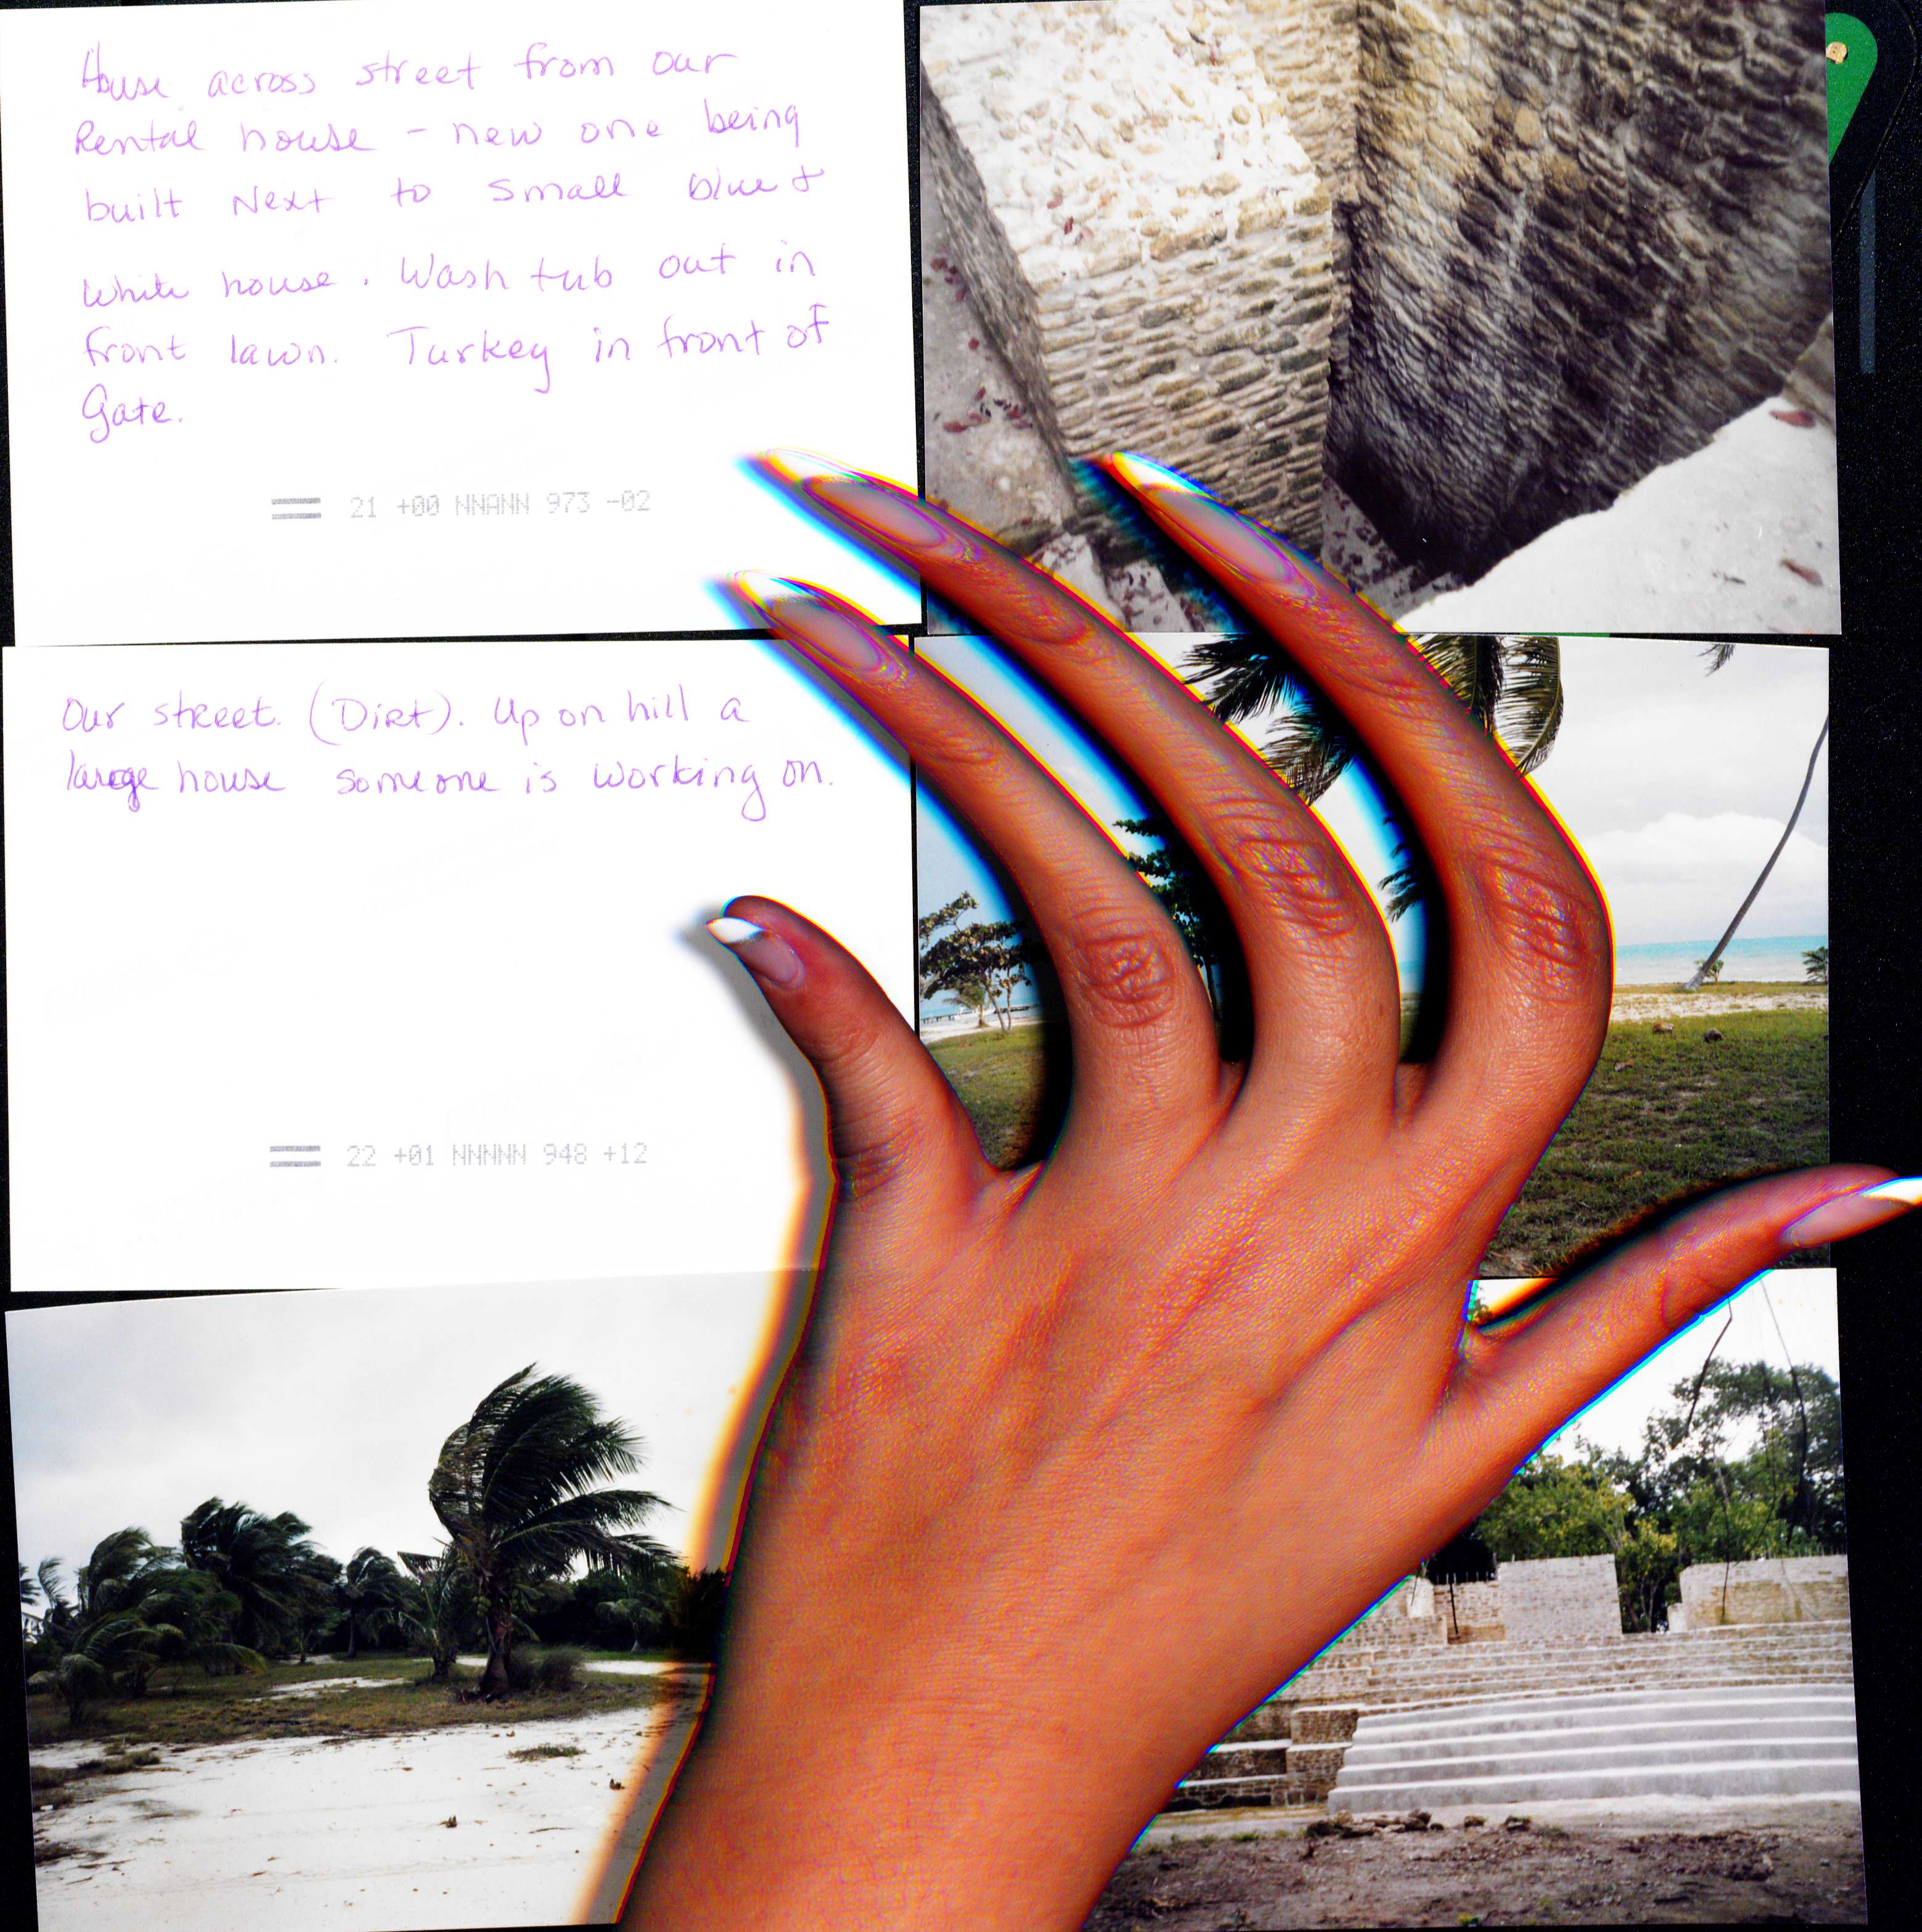 House across street from our
Rental house - new one being
built Next to small blue &
White house. Wash tub out in
front lawn. Turkey in front of
Gate.
21 +00 NNANN 973 -02
Our street. (Dirt). Up on hill a
large house someone is working on.
22 +01 NNNNN 948 +12